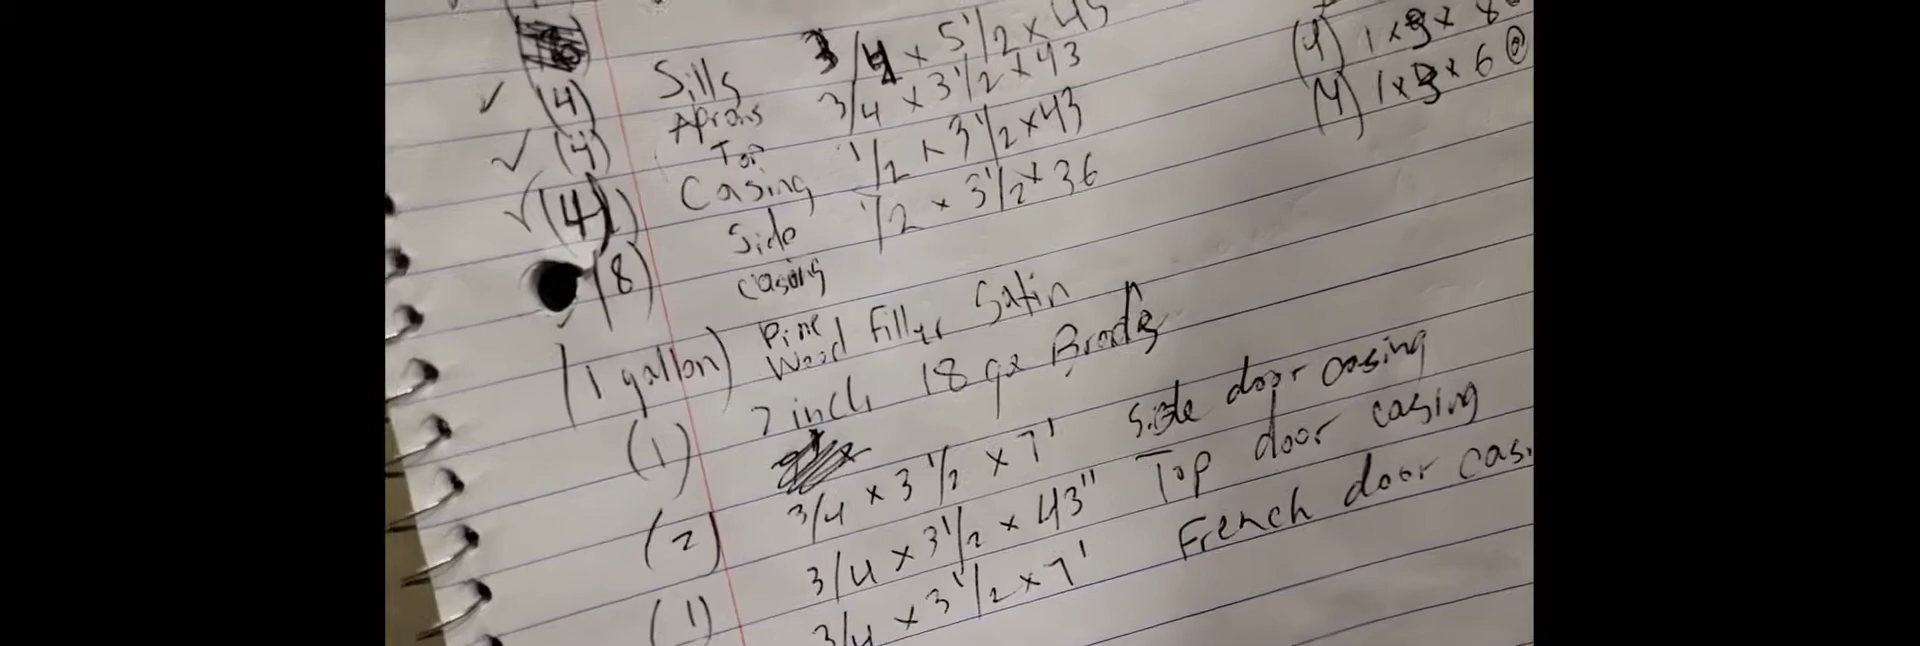 (4) Sills 3/4 x 5 1/2 x 45
(4) Aprons 3/4 x 3 1/2 x 43
(4) Top Casing 1/2 x 3 1/2 x 43
(8) Side casing 1/2 x 3 1/2 x 36
(1 gallon) Pine Wood Filler Satin
(1) 2 inch 18 ga Brads
(2) 3/4 x 3 1/2 x 7' Side door casing
(1) 3/4 x 3 1/2 x 43" Top door casing
3/4 x 3 1/2 x 7' French door cas
(4) 1 x x 8
(4) 1 x x 6 @